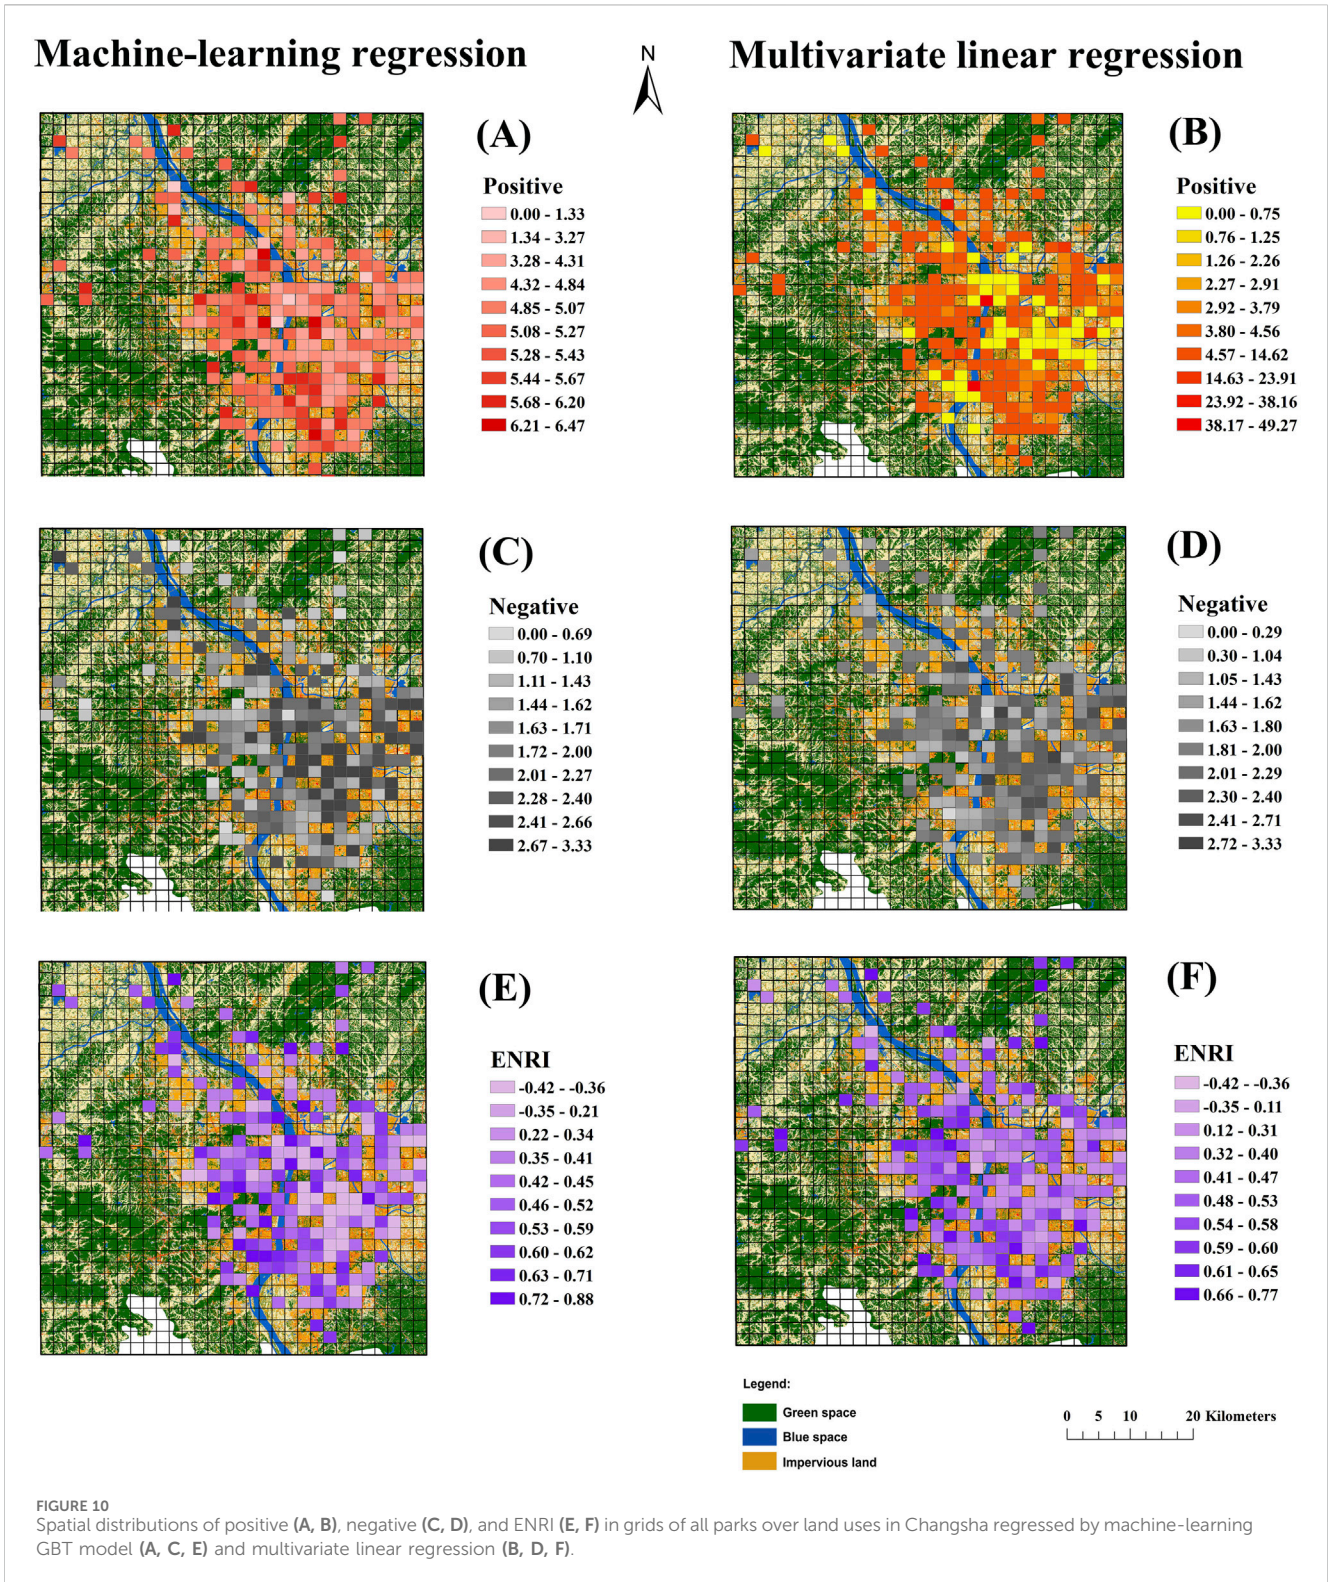 Machine-learning regression
N
Multivariate linear regression
(A)
Positive
0.00 - 1.33
1.34 - 3.27
3.28 - 4.31
4.32 - 4.84
4.85 - 5.07
5.08 - 5.27
5.28 - 5.43
5.44 - 5.67
5.68 - 6.20
6.21 - 6.47
(B)
Positive
0.00 - 0.75
0.76 - 1.25
1.26 - 2.26
2.27 - 2.91
2.92 - 3.79
3.80 - 4.56
4.57 - 14.62
14.63 - 23.91
23.92 - 38.16
38.17 - 49.27
(C)
Negative
0.00 - 0.69
0.70 - 1.10
1.11 - 1.43
1.44 - 1.62
1.63 - 1.71
1.72 - 2.00
2.01 - 2.27
2.28 - 2.40
2.41 - 2.66
2.67 - 3.33
(D)
Negative
0.00 - 0.29
0.30 - 1.04
1.05 - 1.43
1.44 - 1.62
1.63 - 1.80
1.81 - 2.00
2.01 - 2.29
2.30 - 2.40
2.41 - 2.71
2.72 - 3.33
(E)
ENRI
-0.42 - -0.36
-0.35 - 0.21
0.22 - 0.34
0.35 - 0.41
0.42 - 0.45
0.46 - 0.52
0.53 - 0.59
0.60 - 0.62
0.63 - 0.71
0.72 - 0.88
(F)
ENRI
-0.42 - -0.36
-0.35 - 0.11
0.12 - 0.31
0.32 - 0.40
0.41 - 0.47
0.48 - 0.53
0.54 - 0.58
0.59 - 0.60
0.61 - 0.65
0.66 - 0.77
Legend:
Green space
Blue space
Impervious land
0 5 10 20 Kilometers
FIGURE 10
Spatial distributions of positive (A, B), negative (C, D), and ENRI (E, F) in grids of all parks over land uses in Changsha regressed by machine-learning
GBT model (A, C, E) and multivariate linear regression (B, D, F).